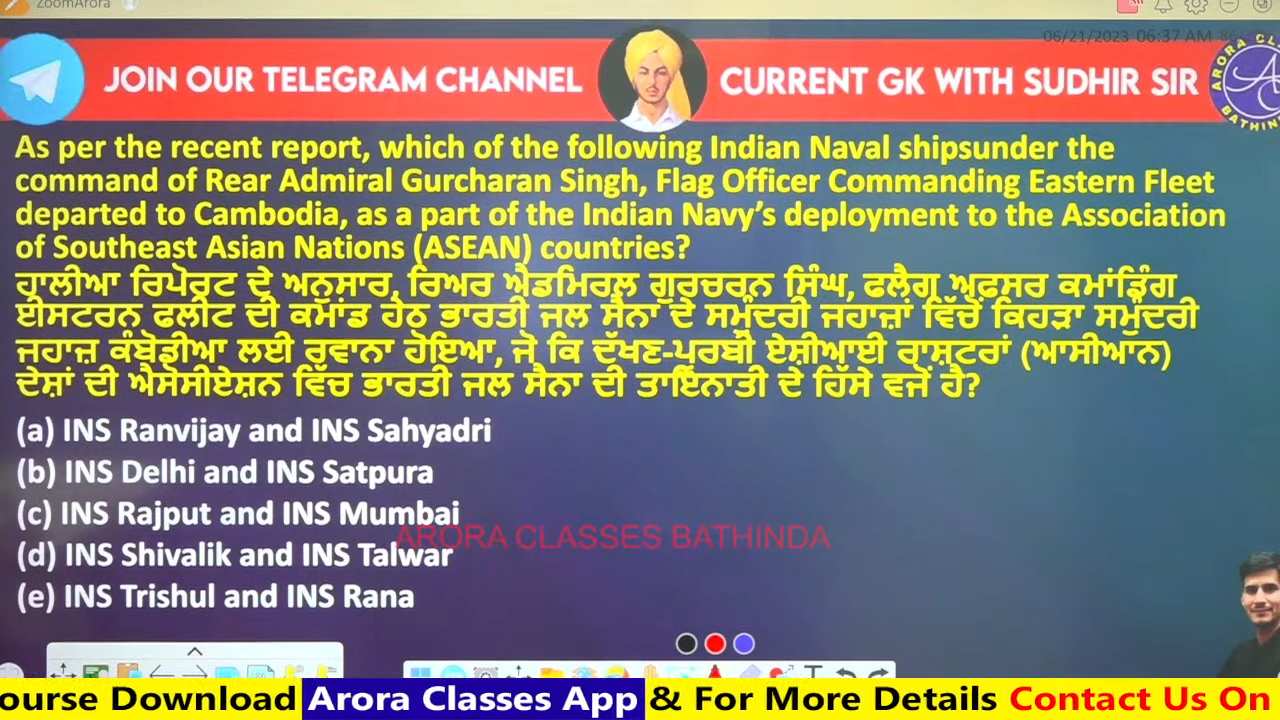 ZoomArora
06/21/2023 06:37 AM
JOIN OUR TELEGRAM CHANNEL
CURRENT GK WITH SUDHIR SIR
ARORA CL
BATHIND
As per the recent report, which of the following Indian Naval shipsunder the
command of Rear Admiral Gurcharan Singh, Flag Officer Commanding Eastern Fleet
departed to Cambodia, as a part of the Indian Navy’s deployment to the Association
of Southeast Asian Nations (ASEAN) countries?
ਹਾਲੀਆ ਰਿਪੋਰਟ ਦੇ ਅਨੁਸਾਰ, ਰਿਅਰ ਐਡਮਿਰਲ ਗੁਰਚਰਨ ਸਿੰਘ, ਫਲੈਗ ਅਫਸਰ ਕਮਾਂਡਿੰਗ
ਈਸਟਰਨ ਫਲੀਟ ਦੀ ਕਮਾਂਡ ਹੇਠ ਭਾਰਤੀ ਜਲ ਸੈਨਾ ਦੇ ਸਮੁੰਦਰੀ ਜਹਾਜ਼ਾਂ ਵਿੱਚੋਂ ਕਿਹੜਾ ਸਮੁੰਦਰੀ
ਜਹਾਜ਼ ਕੰਬੋਡੀਆ ਲਈ ਰਵਾਨਾ ਹੋਇਆ, ਜੋ ਕਿ ਦੱਖਣ-ਪੂਰਬੀ ਏਸ਼ੀਆਈ ਰਾਸ਼ਟਰਾਂ (ਆਸੀਆਨ)
ਦੇਸ਼ਾਂ ਦੀ ਐਸੋਸੀਏਸ਼ਨ ਵਿੱਚ ਭਾਰਤੀ ਜਲ ਸੈਨਾ ਦੀ ਤਾਇਨਾਤੀ ਦੇ ਹਿੱਸੇ ਵਜੋਂ ਹੈ?
(a) INS Ranvijay and INS Sahyadri
(b) INS Delhi and INS Satpura
(c) INS Rajput and INS Mumbai
ARORA CLASSES BATHINDA
(d) INS Shivalik and INS Talwar
(e) INS Trishul and INS Rana
ourse Download Arora Classes App & For More Details Contact Us On